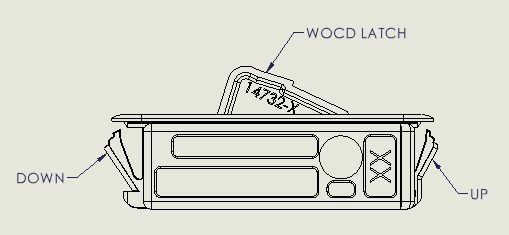 WOCD LATCH
14732-X
XX
DOWN
UP